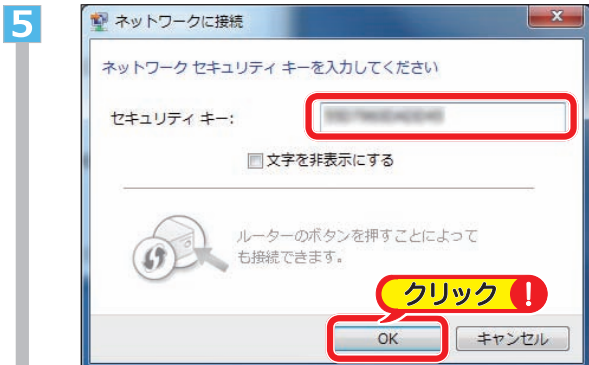 5
ネットワークに接続
ネットワーク セキュリティ キーを入力してください
セキュリティ キー:
文字を非表示にする
ルーターのボタンを押すことによって
も接続できます。
クリック！
OK
キャンセル